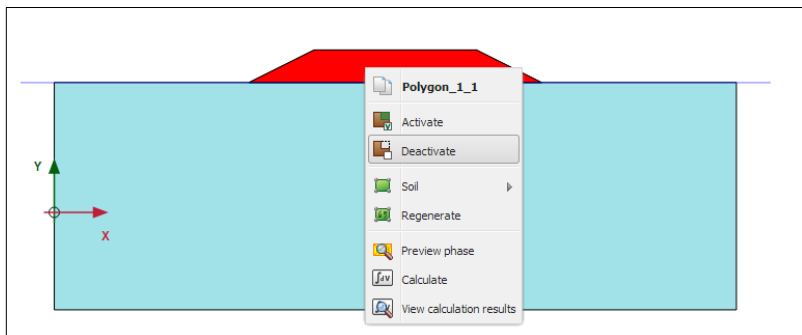 Polygon_1_1
Activate
Deactivate
Y
Soil
Regenerate
X
Preview phase
Calculate
View calculation results